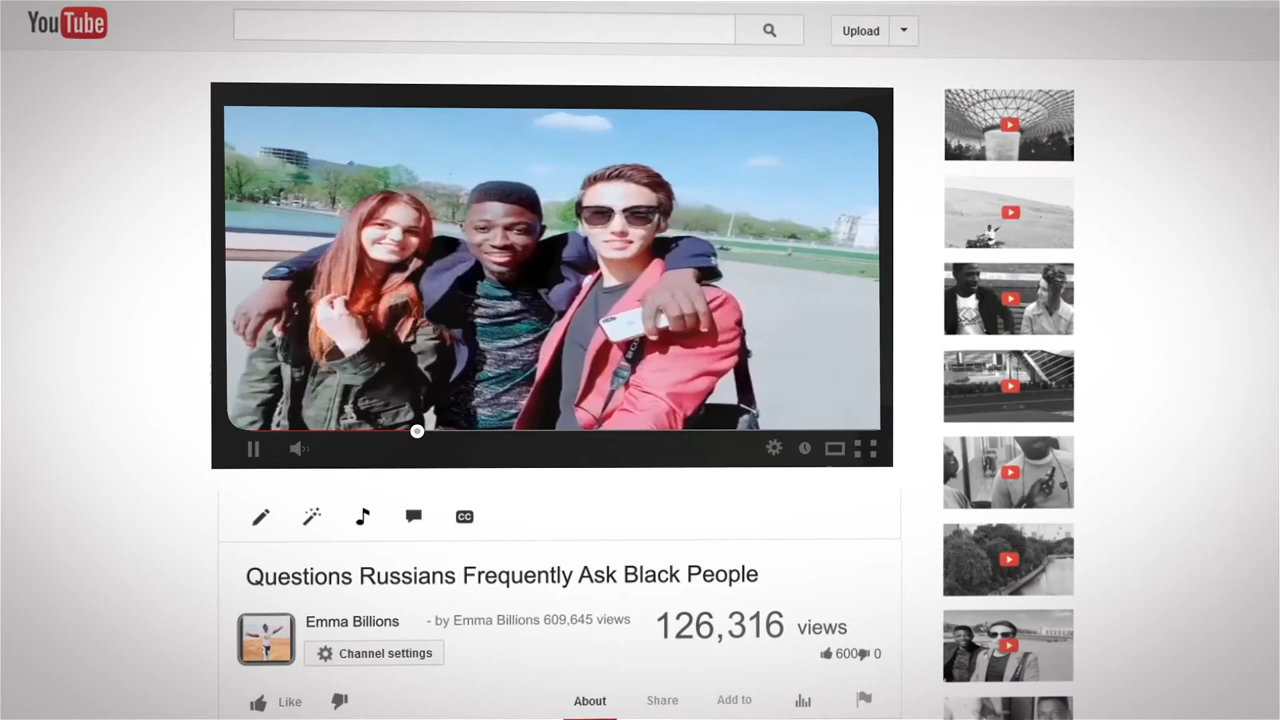 YouTube
Upload
CC
Questions Russians Frequently Ask Black People
Emma Billions
- by Emma Billions 609,645 views
126,316 views
Channel settings
600
0
Like
About
Share
Add to